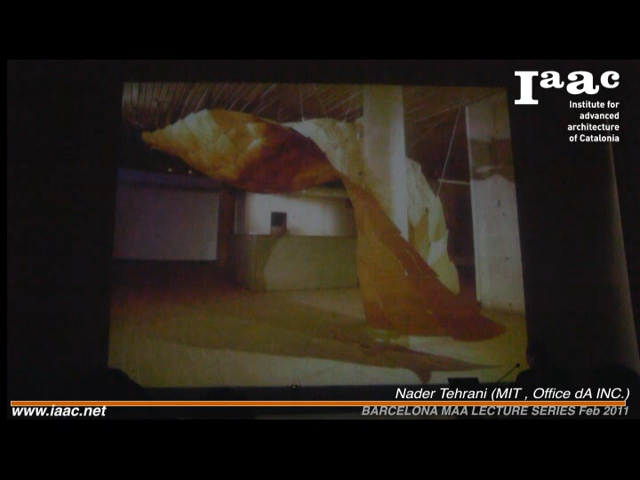 Iaac
Institute for
advanced
architecture
of Catalonia
Nader Tehrani (MIT , Office dA INC.)
www.iaac.net
BARCELONA MAA LECTURE SERIES Feb 2011